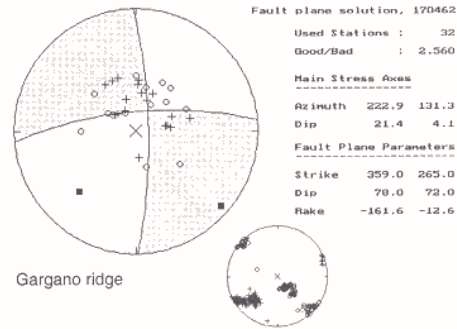 Fault plane solution, 170462
Used Stations : 32
Good/Bad : 2.560
Main Stress Axes
Azimuth 222.9 131.3
Dip 21.4 4.1
Fault Plane Parameters
Strike 359.0 265.0
Dip 78.0 72.0
Rake -161.6 -12.6
Gargano ridge